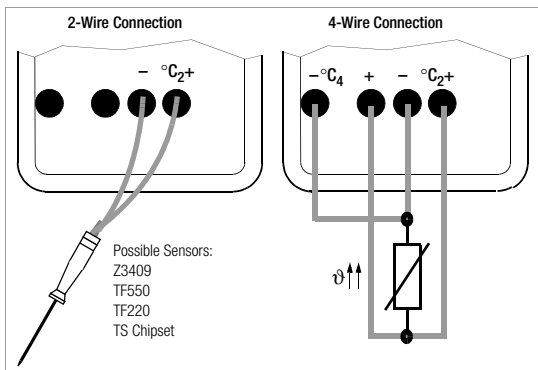 2-Wire Connection
4-Wire Connection
– °C₂+
–°C₄ + – °C₂+
Possible Sensors:
Z3409
TF550
TF220
TS Chipset
ϑ↑↑